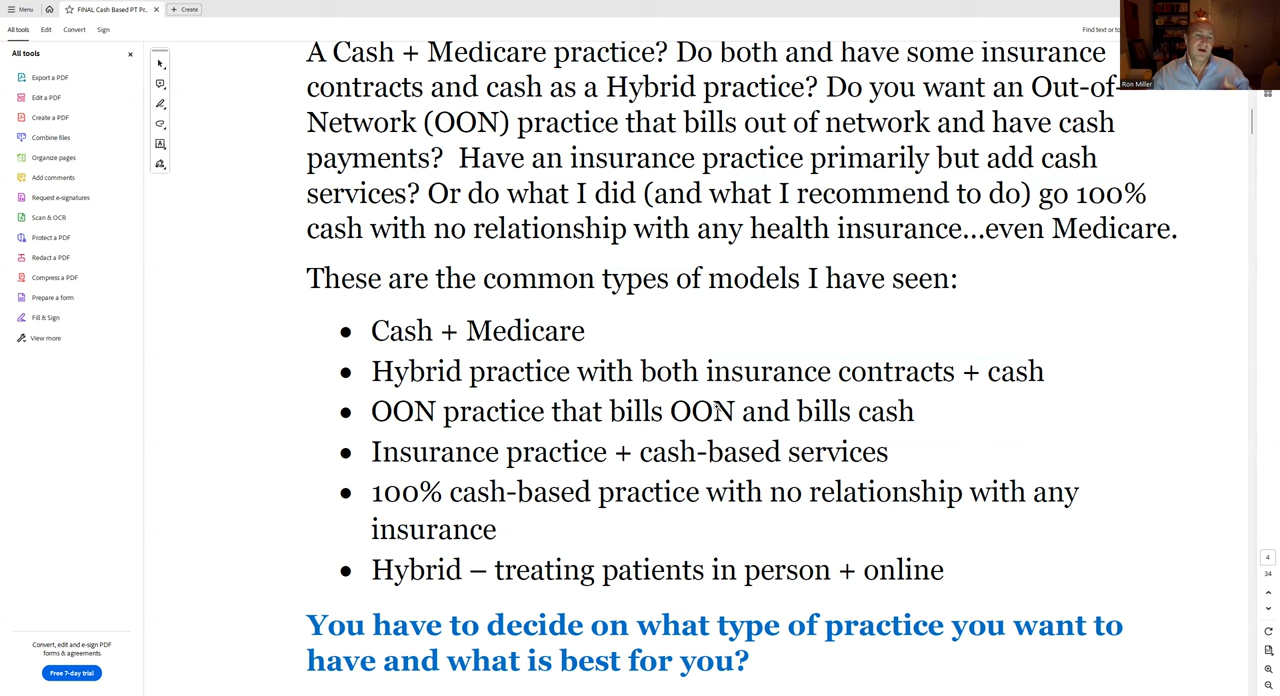 Menu
FINAL Cash Based PT Pr...
Create
All tools Edit Convert Sign
Find text or to
All tools
Export a PDF
Edit a PDF
Create a PDF
Combine files
Organize pages
Add comments
Request e-signatures
Scan & OCR
Protect a PDF
Redact a PDF
Compress a PDF
Prepare a form
Fill & Sign
View more
Convert, edit and e-sign PDF
forms & agreements.
Free 7-day trial
Ron Miller
A Cash + Medicare practice? Do both and have some insurance
contracts and cash as a Hybrid practice? Do you want an Out-of-
Network (OON) practice that bills out of network and have cash
payments?  Have an insurance practice primarily but add cash
services? Or do what I did (and what I recommend to do) go 100%
cash with no relationship with any health insurance...even Medicare.
These are the common types of models I have seen:
• Cash + Medicare
• Hybrid practice with both insurance contracts + cash
• OON practice that bills OON and bills cash
• Insurance practice + cash-based services
• 100% cash-based practice with no relationship with any
insurance
• Hybrid – treating patients in person + online
You have to decide on what type of practice you want to
have and what is best for you?
4
34